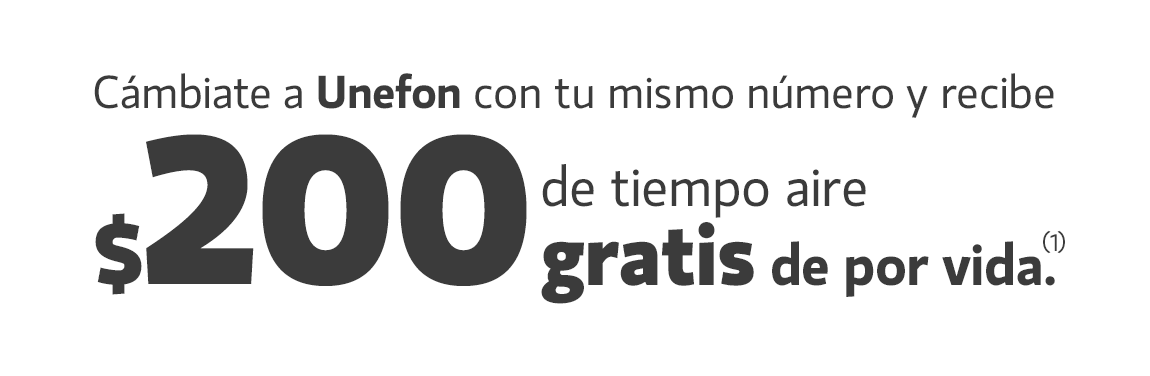 Cámbiate a Unefon con tu mismo número y recibe
$200 de tiempo aire
gratis de por vida.(1)